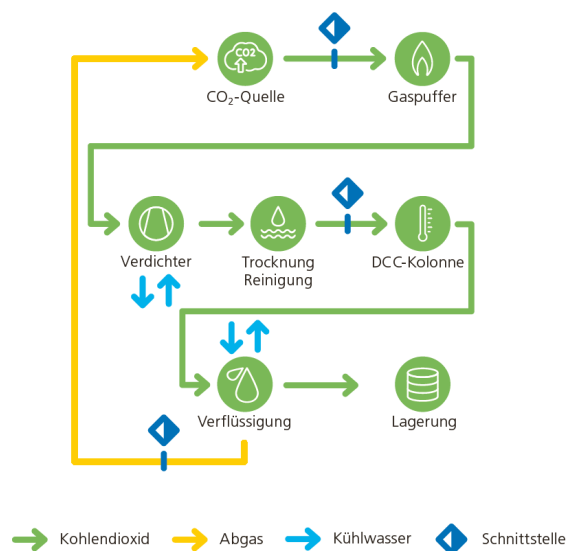 CO2
CO₂-Quelle
Gaspuffer
Verdichter
Trocknung
Reinigung
DCC-Kolonne
Verflüssigung
Lagerung
Kohlendioxid
Abgas
Kühlwasser
Schnittstelle